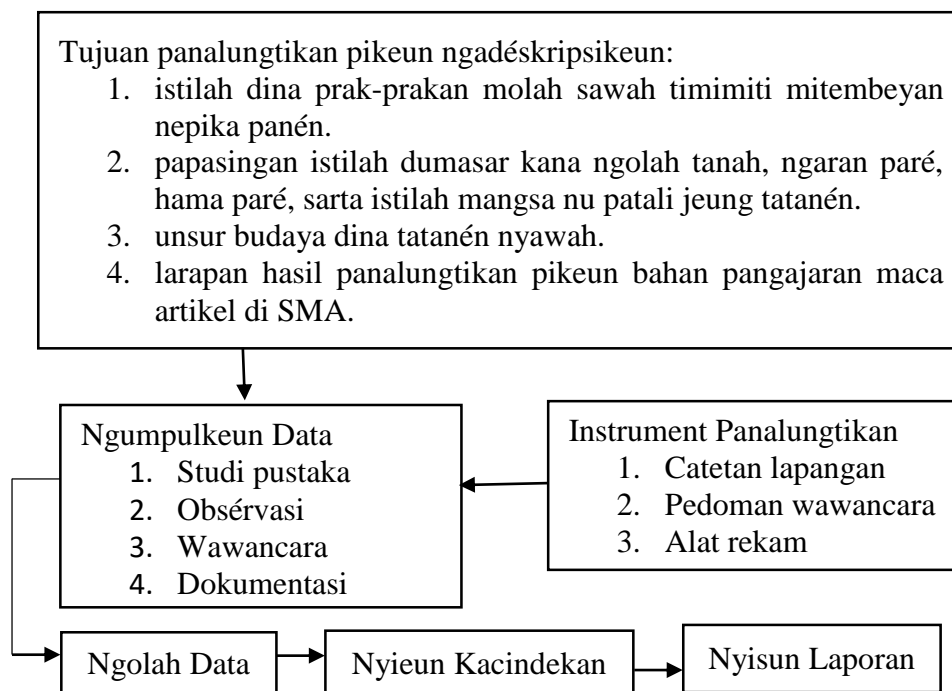 Tujuan panalungtikan pikeun ngadéskripsikeun:
1. istilah dina prak-prakan molah sawah timimiti mitembeyan
nepika panén.
2. papasingan istilah dumasar kana ngolah tanah, ngaran paré,
hama paré, sarta istilah mangsa nu patali jeung tatanén.
3. unsur budaya dina tatanén nyawah.
4. larapan hasil panalungtikan pikeun bahan pangajaran maca
artikel di SMA.
Ngumpulkeun Data
1. Studi pustaka
2. Obsérvasi
3. Wawancara
4. Dokumentasi
Instrument Panalungtikan
1. Catetan lapangan
2. Pedoman wawancara
3. Alat rekam
Ngolah Data
Nyieun Kacindekan
Nyisun Laporan